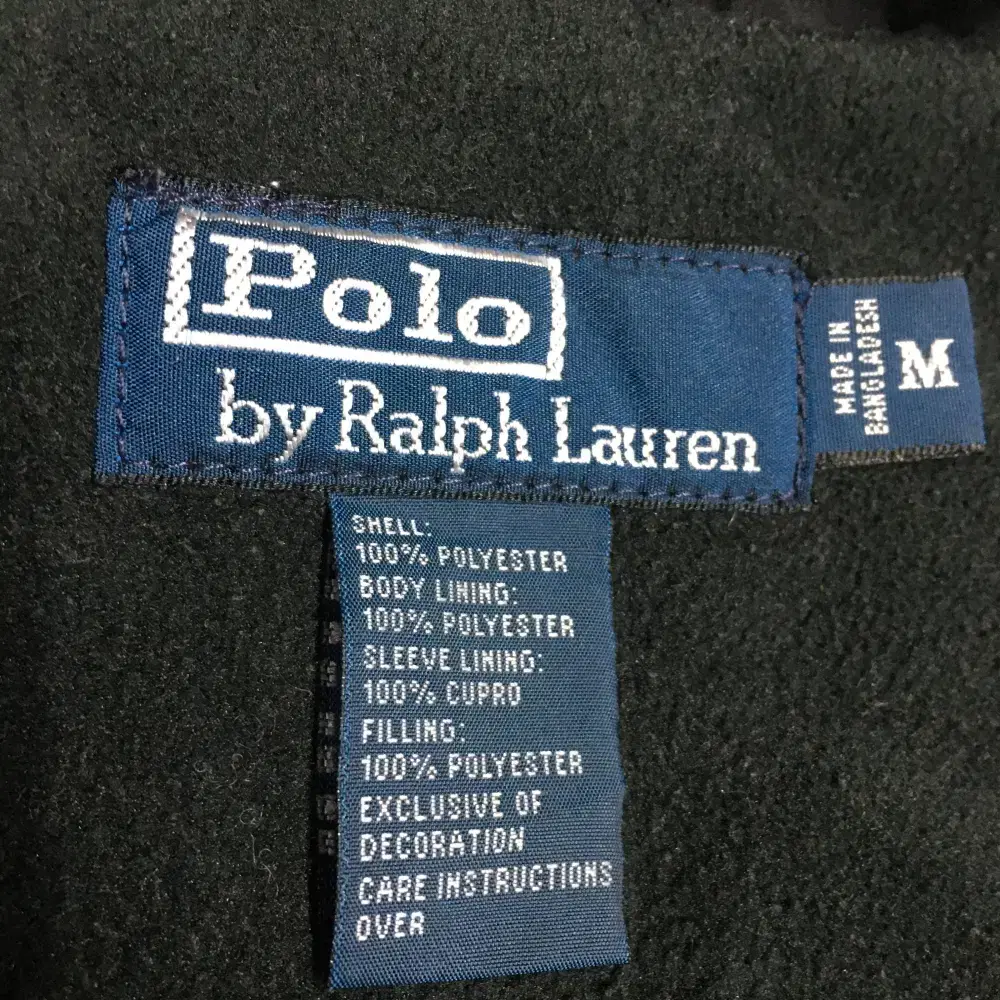 Polo
by Ralph Lauren
MADE IN
BANGLADESH
M
SHELL:
100% POLYESTER
BODY LINING:
100% POLYESTER
SLEEVE LINING:
100% CUPRO
FILLING:
100% POLYESTER
EXCLUSIVE OF
DECORATION
CARE INSTRUCTIONS
OVER